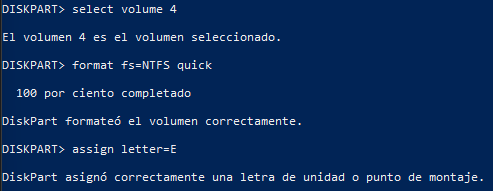 DISKPART> select volume 4
El volumen 4 es el volumen seleccionado.
DISKPART> format fs=NTFS quick
100 por ciento completado
DiskPart formateó el volumen correctamente.
DISKPART> assign letter=E
DiskPart asignó correctamente una letra de unidad o punto de montaje.